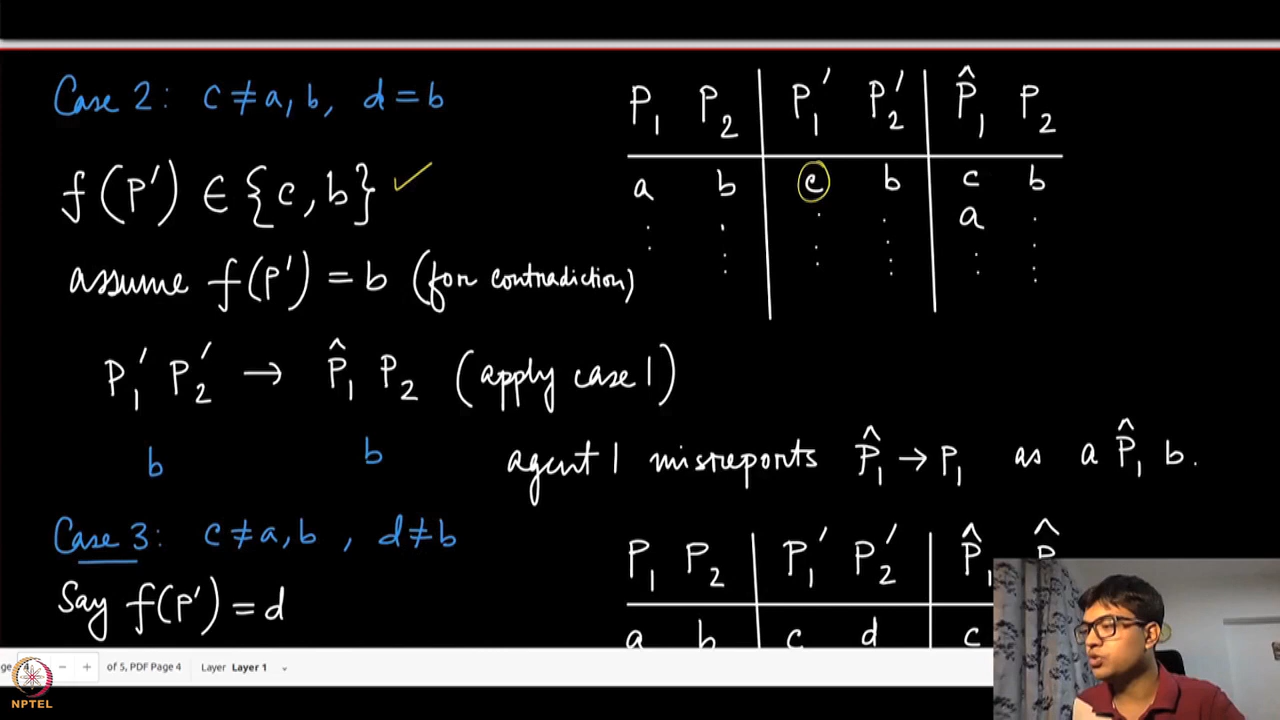 Case 2: c ≠ a, b, d = b
f(P') ∈ {c, b} ✓
assume f(P') = b (for contradiction)
P₁' P₂' → P̂₁ P₂ (apply case 1)
b b
agent 1 misreports P̂₁ → P₁ as a P̂₁ b.
P₁ P₂ | P₁' P₂' | P̂₁ P₂
a b | c b | c b
a
Case 3: c ≠ a, b , d ≠ b
Say f(P') = d
P₁ P₂ | P₁' P₂' | P̂₁ P̂
a b | c d | c
of 5, PDF Page 4 Layer Layer 1
NPTEL